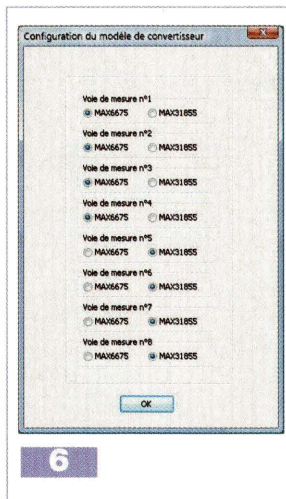 Configuration du modèle de convertisseur
Voie de mesure n°1
MAX6675 MAX31855
Voie de mesure n°2
MAX6675 MAX31855
Voie de mesure n°3
MAX6675 MAX31855
Voie de mesure n°4
MAX6675 MAX31855
Voie de mesure n°5
MAX6675 MAX31855
Voie de mesure n°6
MAX6675 MAX31855
Voie de mesure n°7
MAX6675 MAX31855
Voie de mesure n°8
MAX6675 MAX31855
OK
6